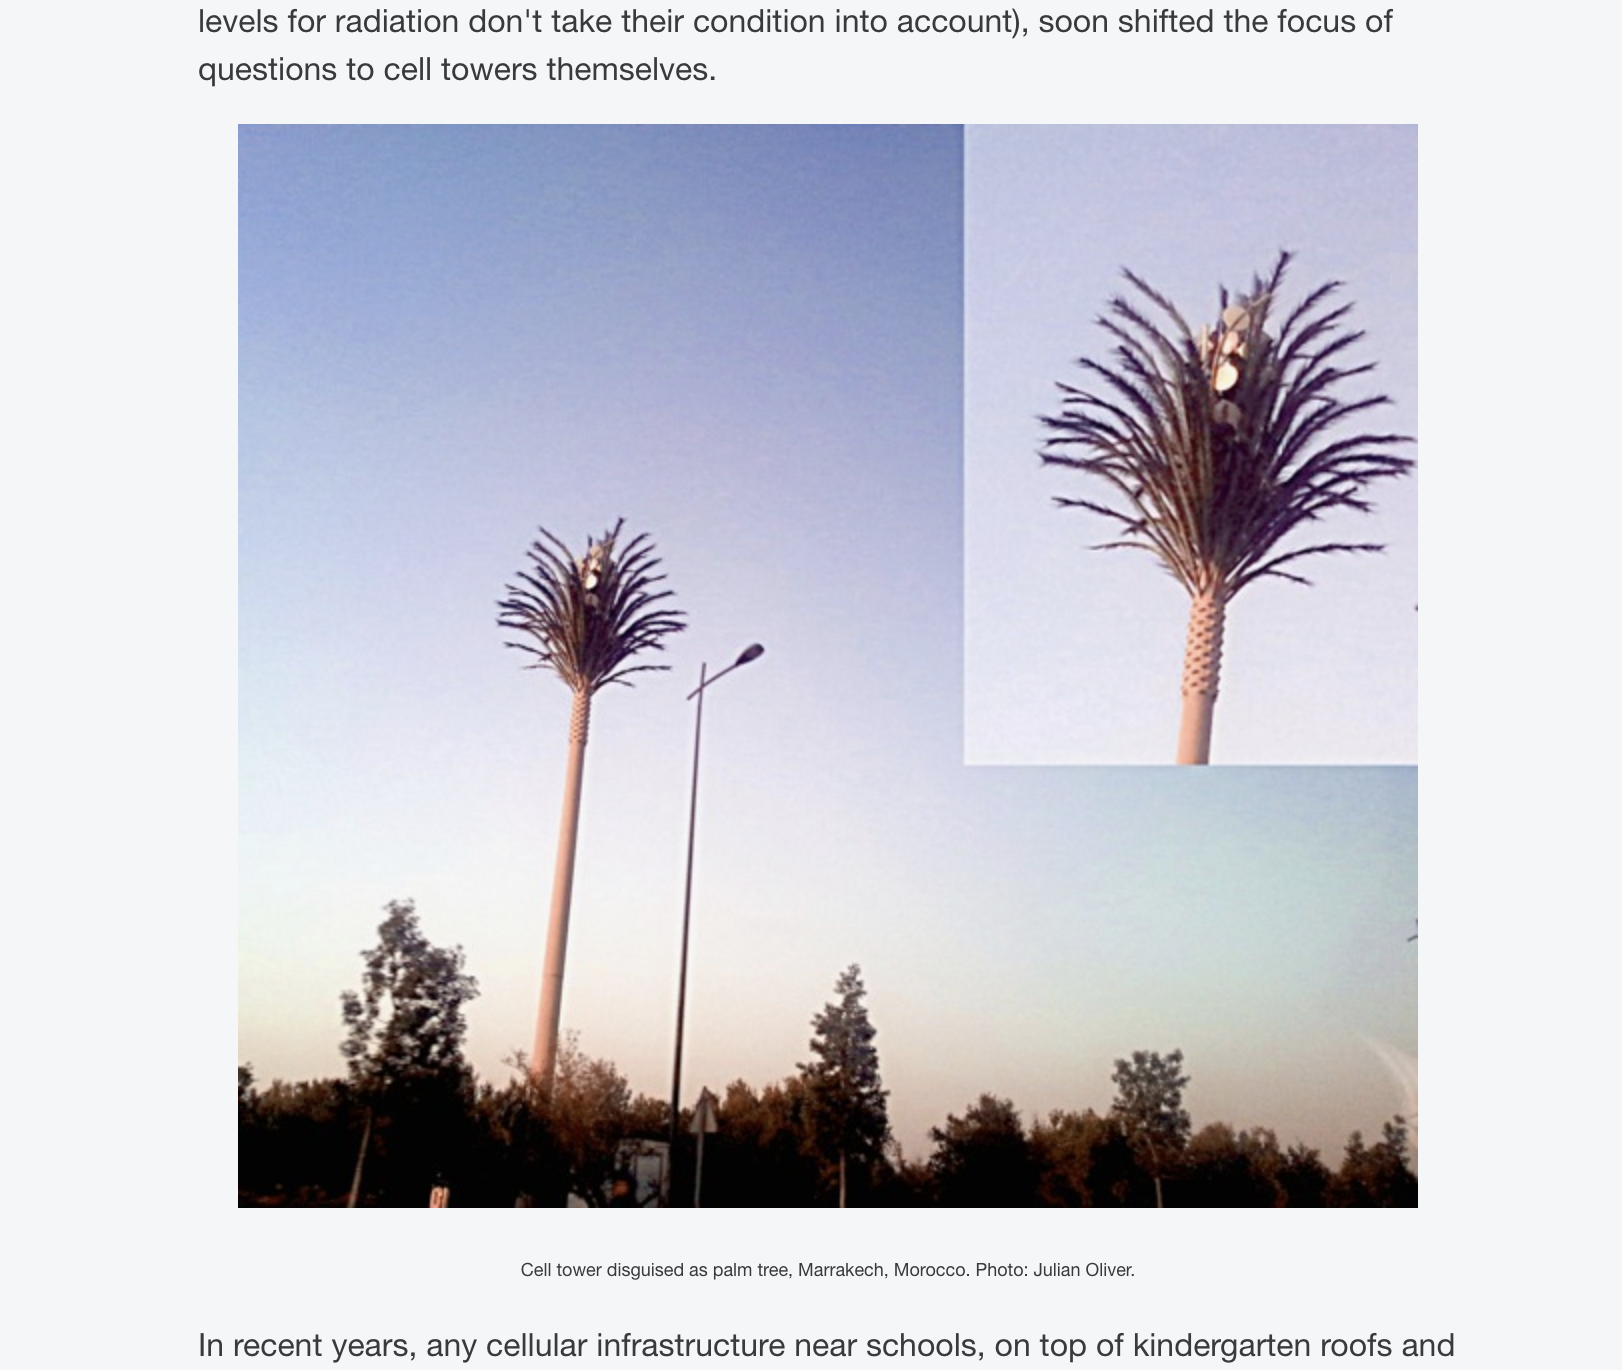 levels for radiation don't take their condition into account), soon shifted the focus of
questions to cell towers themselves.
Cell tower disguised as palm tree, Marrakech, Morocco. Photo: Julian Oliver.
In recent years, any cellular infrastructure near schools, on top of kindergarten roofs and